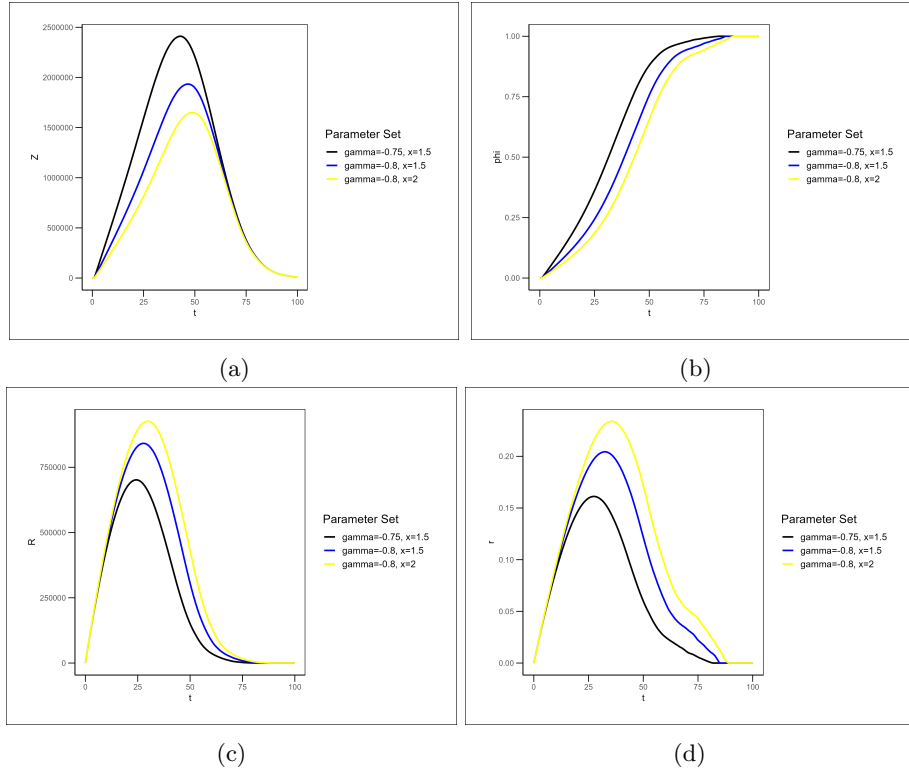 2500000
2000000
1500000
1000000
500000
0
Z
0 25 50 75 100
t
Parameter Set
gamma=-0.75, x=1.5
gamma=-0.8, x=1.5
gamma=-0.8, x=2
(a)
1.00
0.75
0.50
0.25
0.00
phi
0 25 50 75 100
t
Parameter Set
gamma=-0.75, x=1.5
gamma=-0.8, x=1.5
gamma=-0.8, x=2
(b)
750000
500000
250000
0
R
0 25 50 75 100
t
Parameter Set
gamma=-0.75, x=1.5
gamma=-0.8, x=1.5
gamma=-0.8, x=2
(c)
0.20
0.15
0.10
0.05
0.00
r
0 25 50 75 100
t
Parameter Set
gamma=-0.75, x=1.5
gamma=-0.8, x=1.5
gamma=-0.8, x=2
(d)